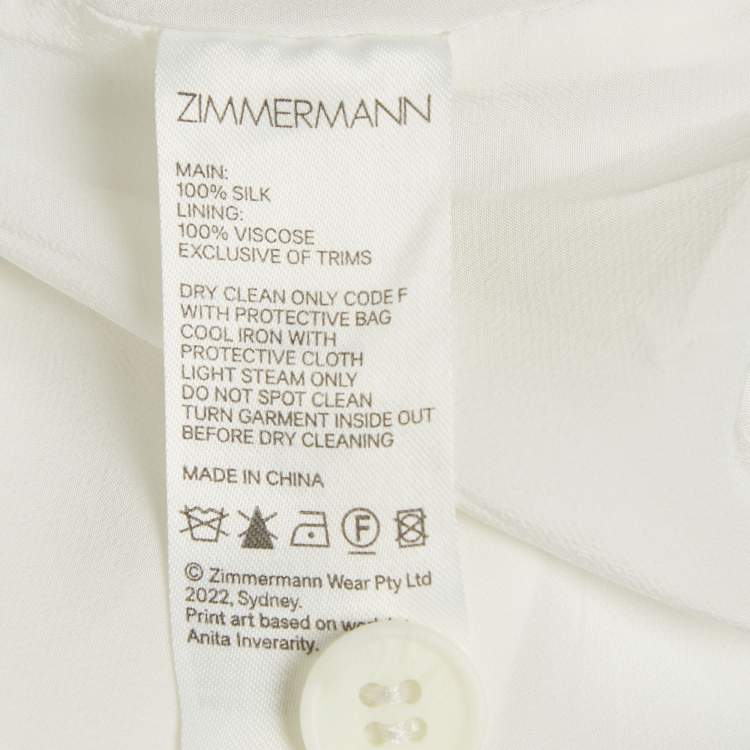 ZIMMERMANN
MAIN:
100% SILK
LINING:
100% VISCOSE
EXCLUSIVE OF TRIMS
DRY CLEAN ONLY CODE F
WITH PROTECTIVE BAG
COOL IRON WITH
PROTECTIVE CLOTH
LIGHT STEAM ONLY
DO NOT SPOT CLEAN
TURN GARMENT INSIDE OUT
BEFORE DRY CLEANING
MADE IN CHINA
F
© Zimmermann Wear Pty Ltd
2022, Sydney.
Print art based on
Anita Inverarity.